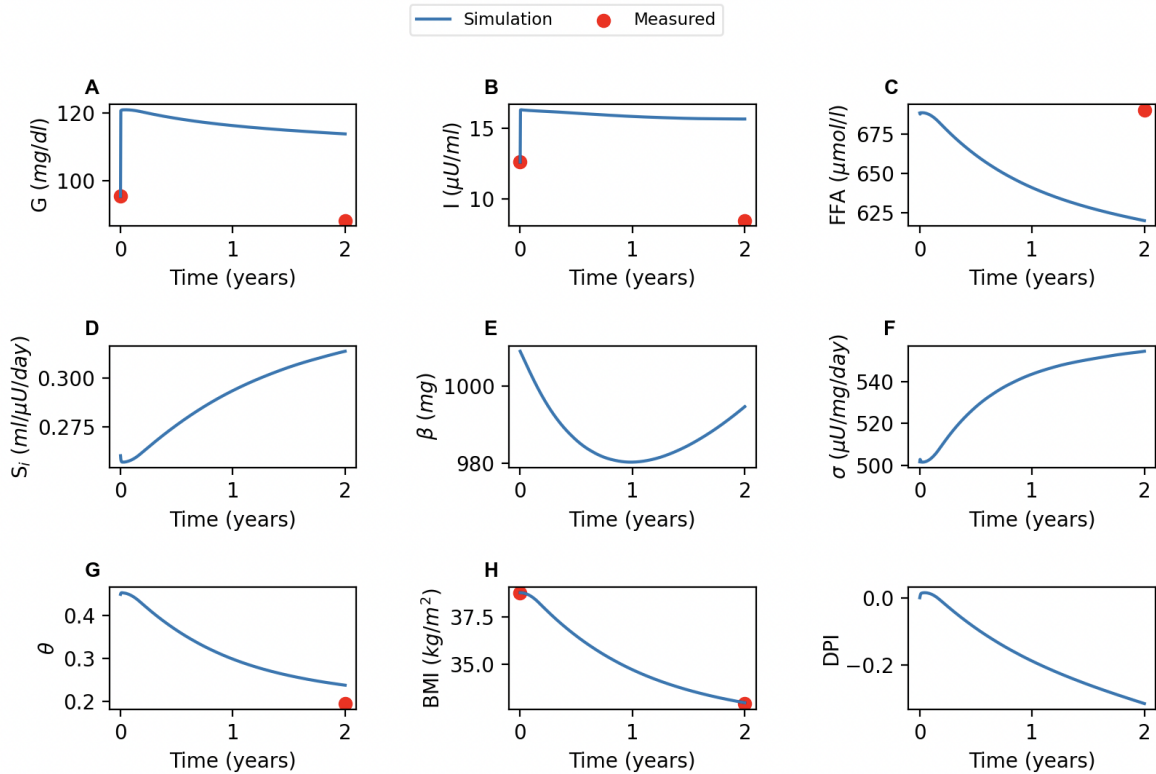 Simulation Measured
A
G (mg/dl)
120
100
0 1 2
Time (years)
B
I (μU/ml)
15
10
0 1 2
Time (years)
C
FFA (μmol/l)
675
650
625
0 1 2
Time (years)
D
Sᵢ (ml/μU/day)
0.300
0.275
0 1 2
Time (years)
E
β (mg)
1000
980
0 1 2
Time (years)
F
σ (μU/mg/day)
540
520
500
0 1 2
Time (years)
G
θ
0.4
0.3
0.2
0 1 2
Time (years)
H
BMI (kg/m²)
37.5
35.0
0 1 2
Time (years)
DPI
0.0
−0.2
0 1 2
Time (years)